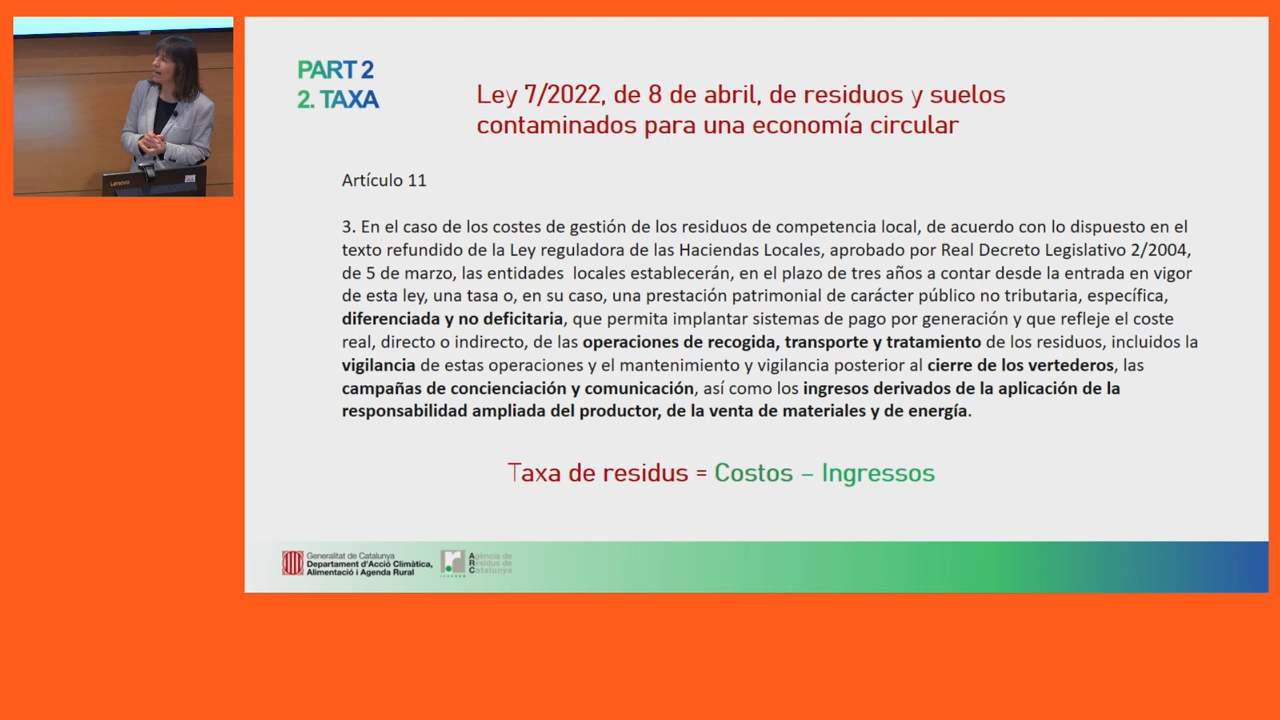 PART 2
2. TAXA
Ley 7/2022, de 8 de abril, de residuos y suelos
contaminados para una economía circular
Artículo 11
3. En el caso de los costes de gestión de los residuos de competencia local, de acuerdo con lo dispuesto en el
texto refundido de la Ley reguladora de las Haciendas Locales, aprobado por Real Decreto Legislativo 2/2004,
de 5 de marzo, las entidades locales establecerán, en el plazo de tres años a contar desde la entrada en vigor
de esta ley, una tasa o, en su caso, una prestación patrimonial de carácter público no tributaria, específica,
diferenciada y no deficitaria, que permita implantar sistemas de pago por generación y que refleje el coste
real, directo o indirecto, de las operaciones de recogida, transporte y tratamiento de los residuos, incluidos la
vigilancia de estas operaciones y el mantenimiento y vigilancia posterior al cierre de los vertederos, las
campañas de concienciación y comunicación, así como los ingresos derivados de la aplicación de la
responsabilidad ampliada del productor, de la venta de materiales y de energía.
Taxa de residus = Costos – Ingressos
Generalitat de Catalunya
Departament d'Acció Climàtica,
Alimentació i Agenda Rural
Agència de
Residus de
Catalunya
Lenovo